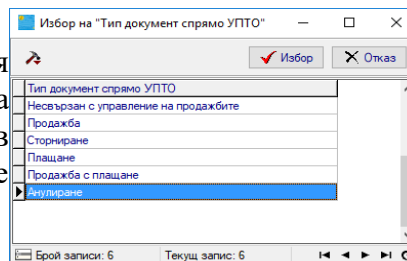 Избор на "Тип документ спрямо УПТО"
Избор
Отказ
я
Тип документ спрямо УПТО
а
Несвързан с управление на продажбите
Продажба
в
Сторниране
Плащане
е
Продажба с плащане
Анулиране
Брой записи: 6
Текущ запис: 6